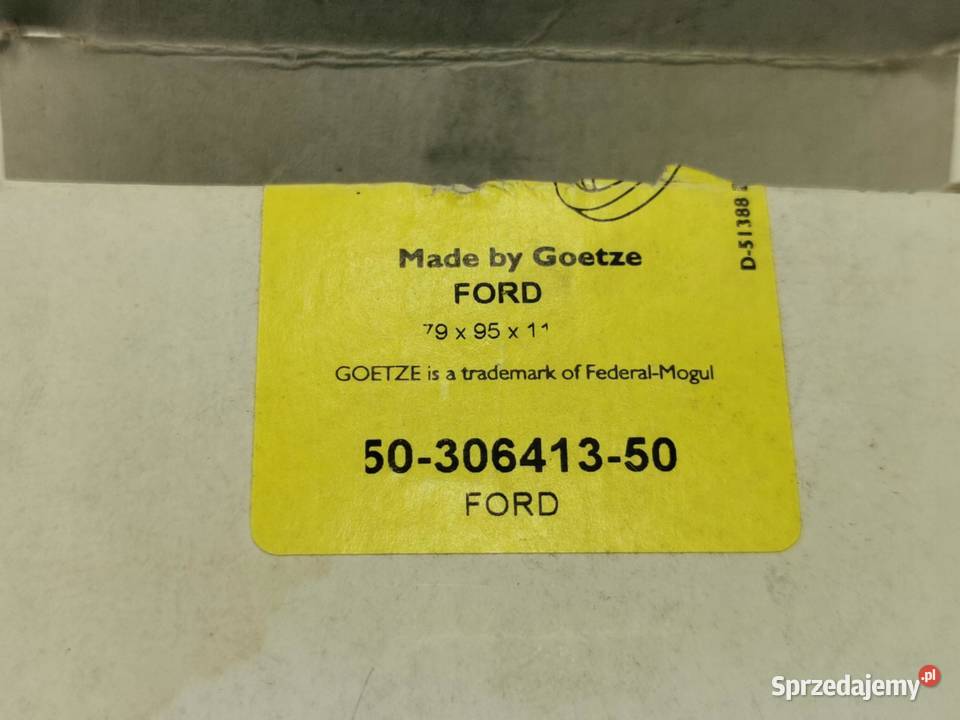 Made by Goetze
FORD
79 x 95 x 11
GOETZE is a trademark of Federal-Mogul
50-306413-50
FORD
D-51388
Sprzedajemy.pl